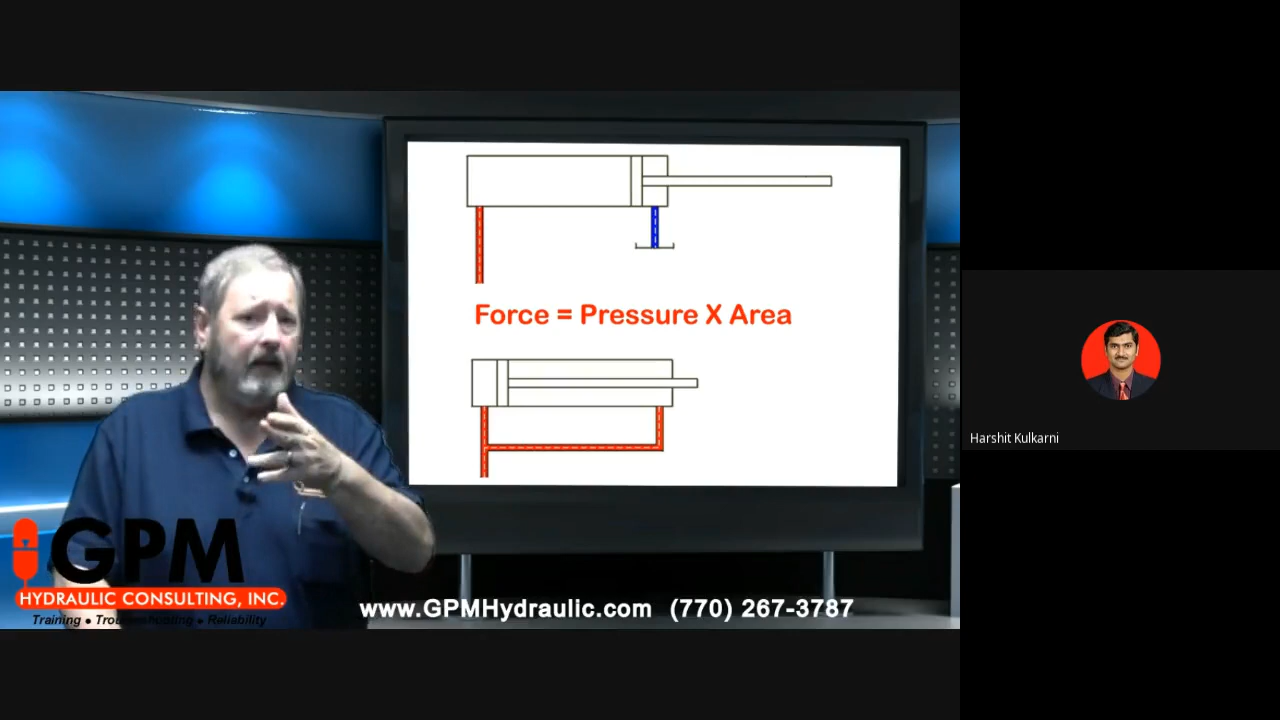 Force = Pressure X Area
Harshit Kulkarni
GPM
HYDRAULIC CONSULTING, INC.
Training • Troubleshooting • Reliability
www.GPMHydraulic.com (770) 267-3787